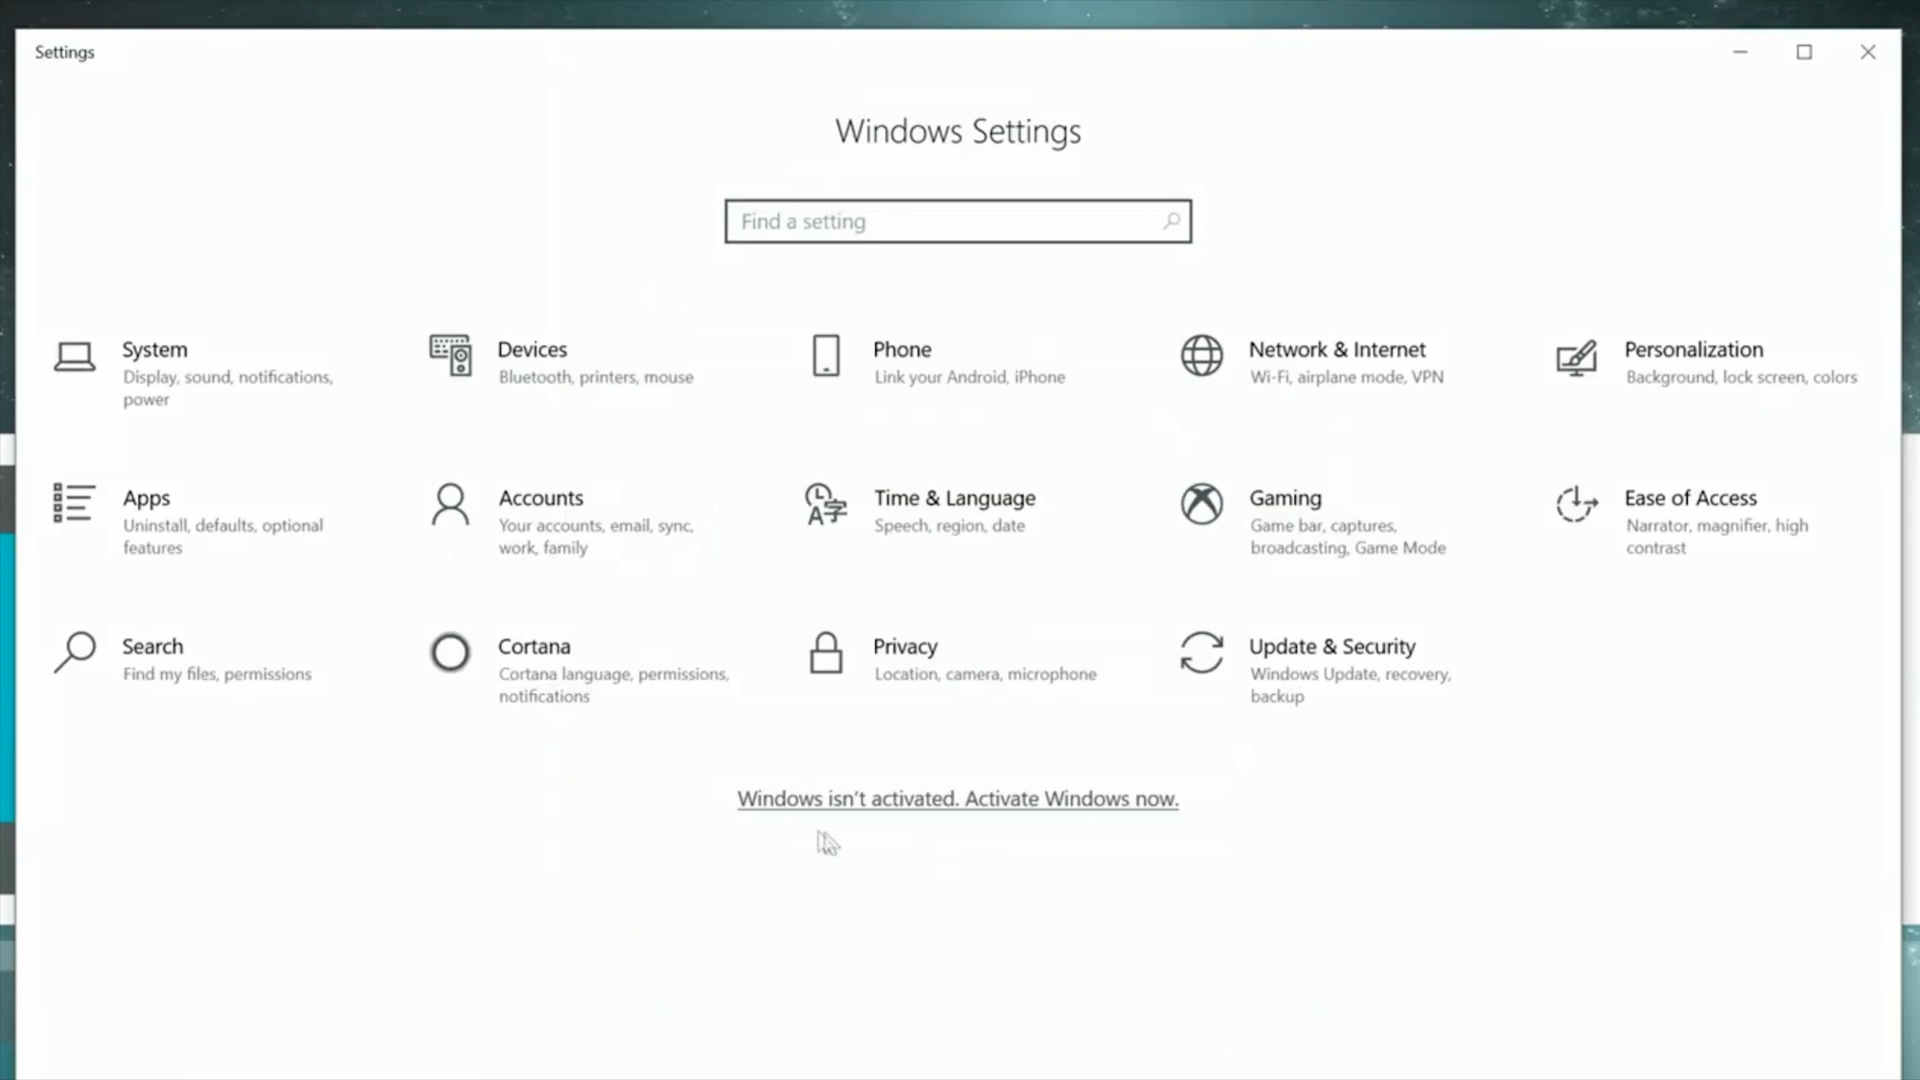 Settings
Windows Settings
Find a setting
System
Display, sound, notifications,
power
Devices
Bluetooth, printers, mouse
Phone
Link your Android, iPhone
Network & Internet
Wi-Fi, airplane mode, VPN
Personalization
Background, lock screen, colors
Apps
Uninstall, defaults, optional
features
Accounts
Your accounts, email, sync,
work, family
Time & Language
Speech, region, date
Gaming
Game bar, captures,
broadcasting, Game Mode
Ease of Access
Narrator, magnifier, high
contrast
Search
Find my files, permissions
Cortana
Cortana language, permissions,
notifications
Privacy
Location, camera, microphone
Update & Security
Windows Update, recovery,
backup
Windows isn't activated. Activate Windows now.